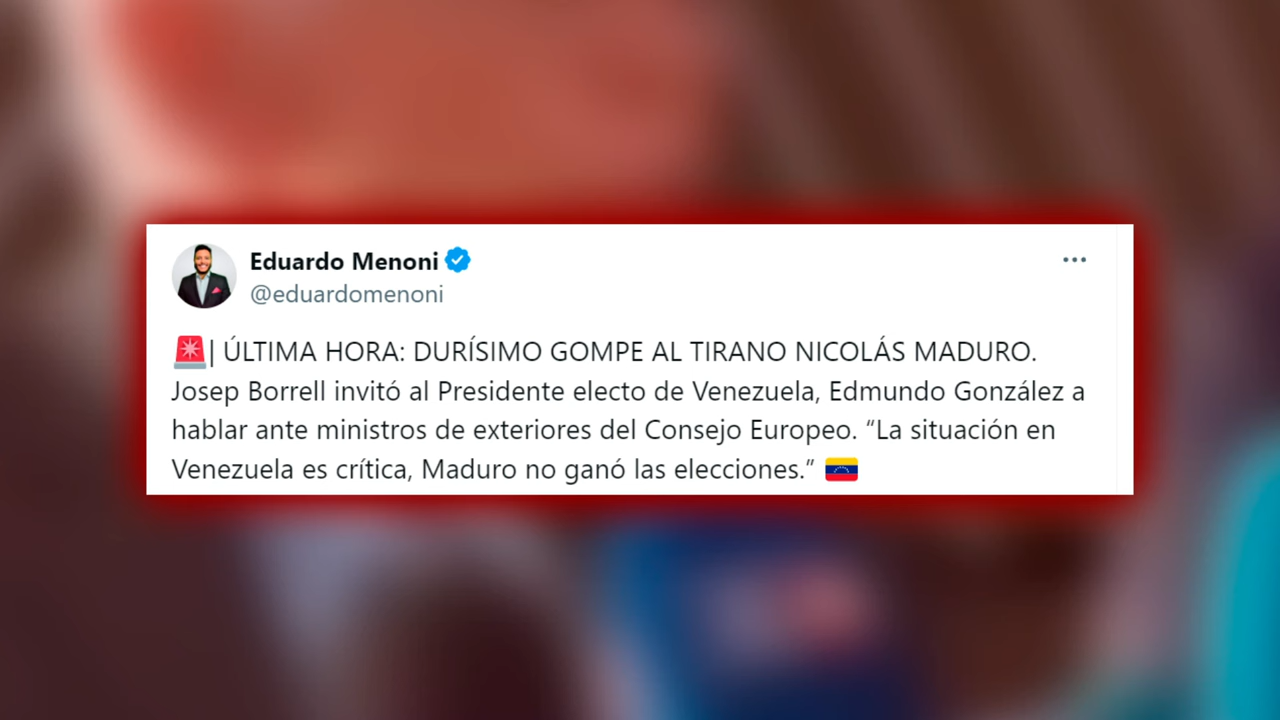 Eduardo Menoni
@eduardomenoni
🚨| ÚLTIMA HORA: DURÍSIMO GOMPE AL TIRANO NICOLÁS MADURO.
Josep Borrell invitó al Presidente electo de Venezuela, Edmundo González a
hablar ante ministros de exteriores del Consejo Europeo. “La situación en
Venezuela es crítica, Maduro no ganó las elecciones.” 🇻🇪